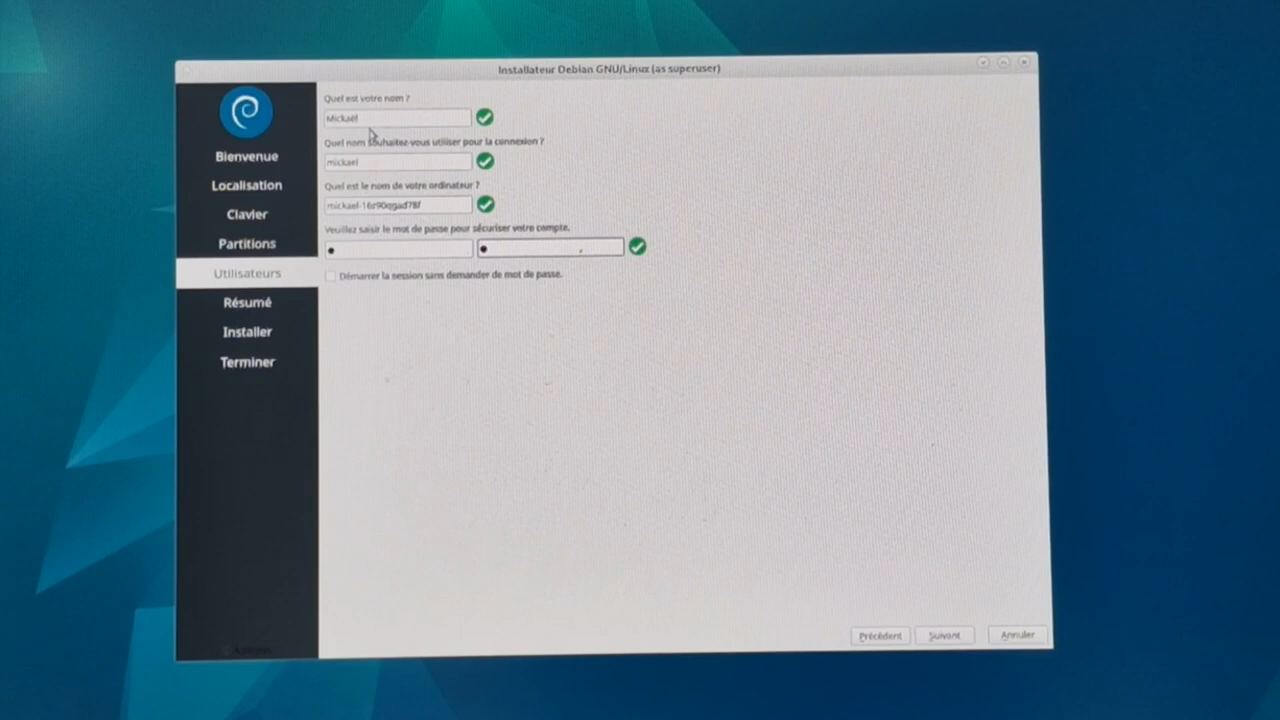 Installateur Debian GNU/Linux (as superuser)
Bienvenue
Localisation
Clavier
Partitions
Utilisateurs
Résumé
Installer
Terminer
Quel est votre nom ?
Mickaël
Quel nom souhaitez-vous utiliser pour la connexion ?
mickael
Quel est le nom de votre ordinateur ?
Veuillez saisir le mot de passe pour sécuriser votre compte.
● ●
Démarrer la session sans demander de mot de passe.
Précédent Suivant Annuler